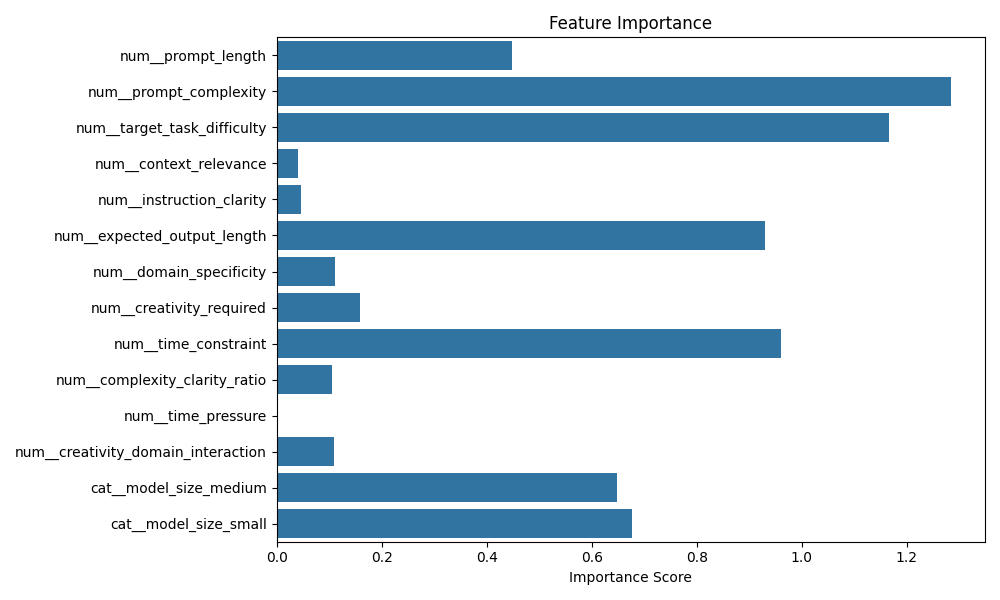 Feature Importance
num__prompt_length
num__prompt_complexity
num__target_task_difficulty
num__context_relevance
num__instruction_clarity
num__expected_output_length
num__domain_specificity
num__creativity_required
num__time_constraint
num__complexity_clarity_ratio
num__time_pressure
num__creativity_domain_interaction
cat__model_size_medium
cat__model_size_small
0.0 0.2 0.4 0.6 0.8 1.0 1.2
Importance Score